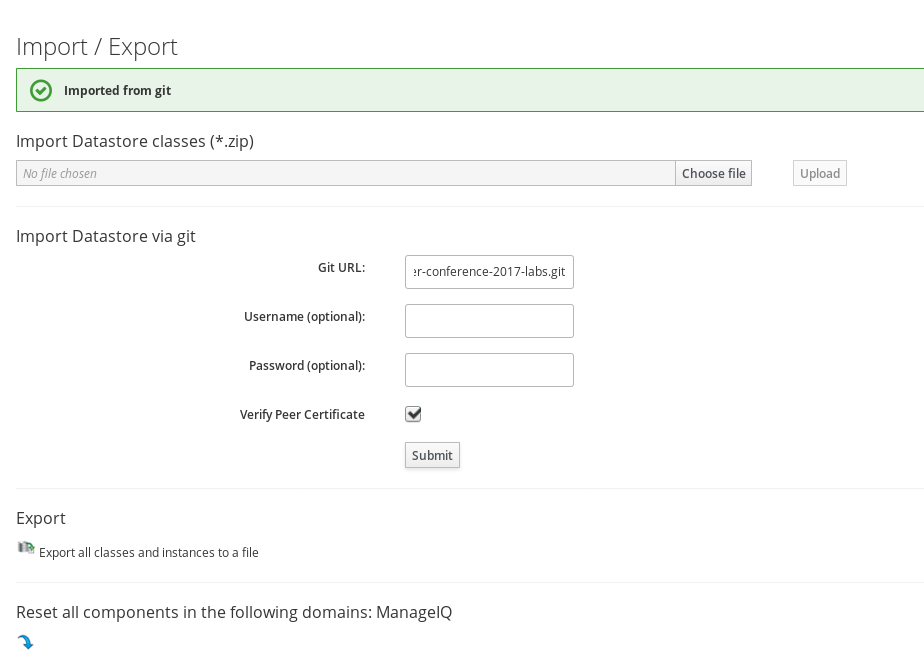 Import / Export
Imported from git
Import Datastore classes (*.zip)
No file chosen
Choose file
Upload
Import Datastore via git
Git URL:
r-conference-2017-labs.git
Username (optional):
Password (optional):
Verify Peer Certificate
Submit
Export
Export all classes and instances to a file
Reset all components in the following domains: ManageIQ